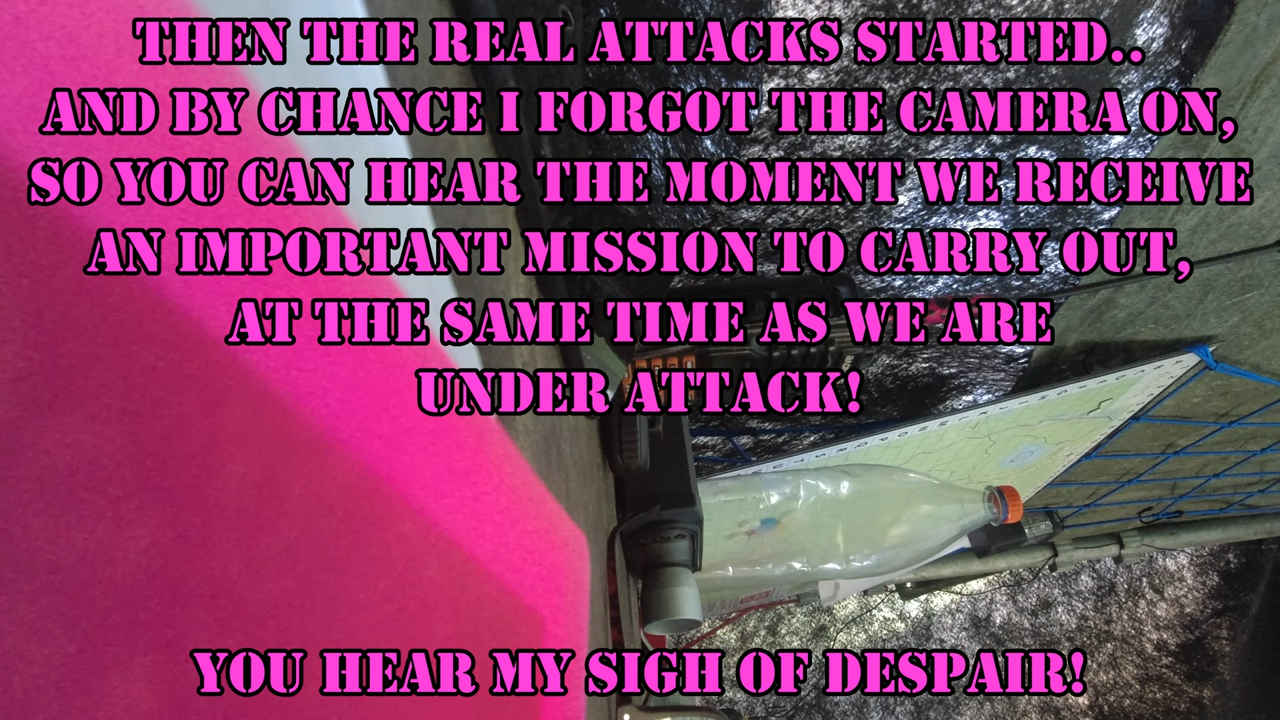 THEN THE REAL ATTACKS STARTED..
AND BY CHANCE I FORGOT THE CAMERA ON,
SO YOU CAN HEAR THE MOMENT WE RECEIVE
AN IMPORTANT MISSION TO CARRY OUT,
AT THE SAME TIME AS WE ARE
UNDER ATTACK!
YOU HEAR MY SIGH OF DESPAIR!